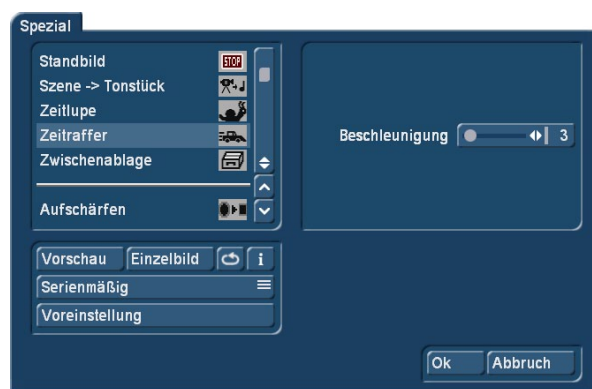 Spezial
Standbild
STOP
Szene -> Tonstück
Zeitlupe
Zeitraffer
Zwischenablage
Aufschärfen
Beschleunigung 3
Vorschau Einzelbild i
Serienmäßig
Voreinstellung
Ok Abbruch